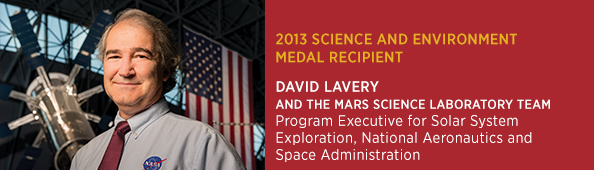 2013 SCIENCE AND ENVIRONMENT
MEDAL RECIPIENT
DAVID LAVERY
AND THE MARS SCIENCE LABORATORY TEAM
Program Executive for Solar System
Exploration, National Aeronautics and
Space Administration
NASA